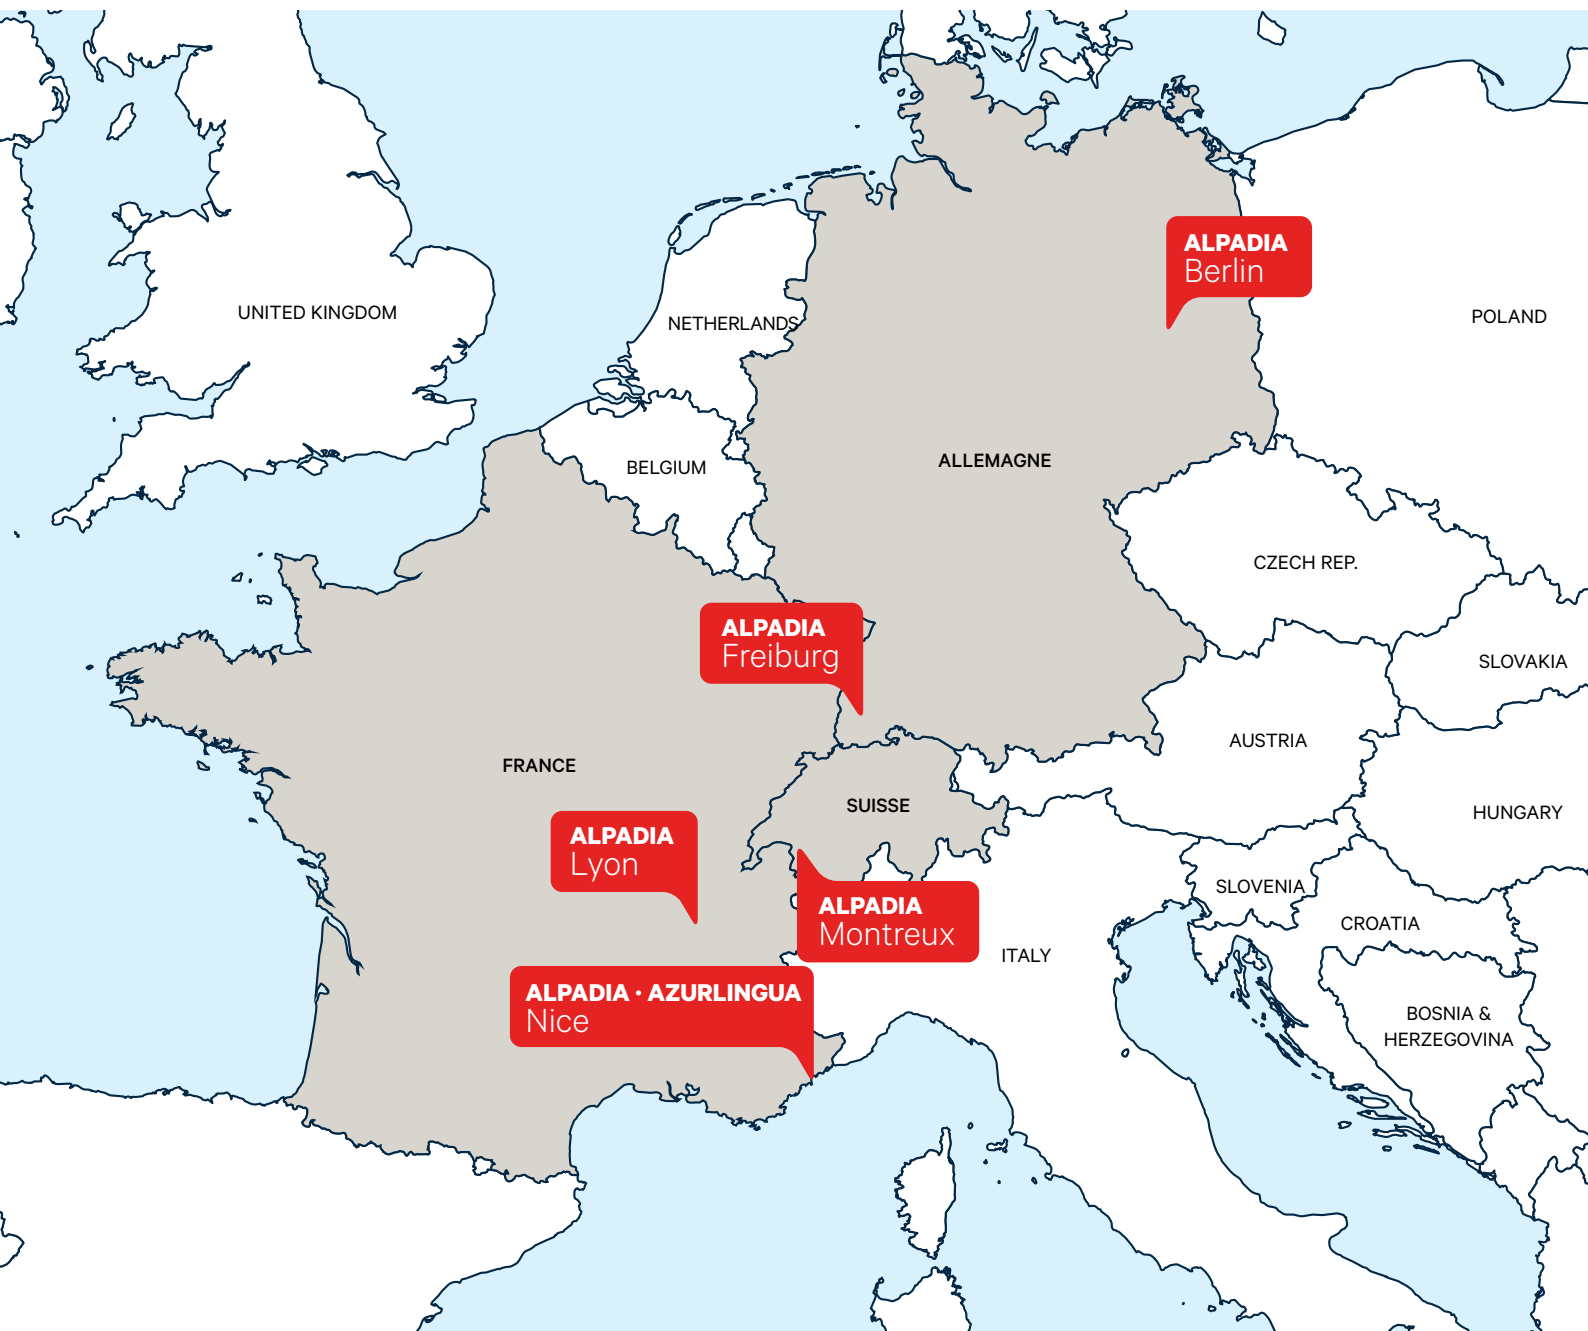 ALPADIA
Berlin
UNITED KINGDOM
NETHERLANDS
POLAND
BELGIUM
ALLEMAGNE
CZECH REP.
ALPADIA
Freiburg
SLOVAKIA
AUSTRIA
FRANCE
SUISSE
HUNGARY
ALPADIA
Lyon
SLOVENIA
ALPADIA
Montreux
CROATIA
ITALY
ALPADIA · AZURLINGUA
Nice
BOSNIA &
HERZEGOVINA